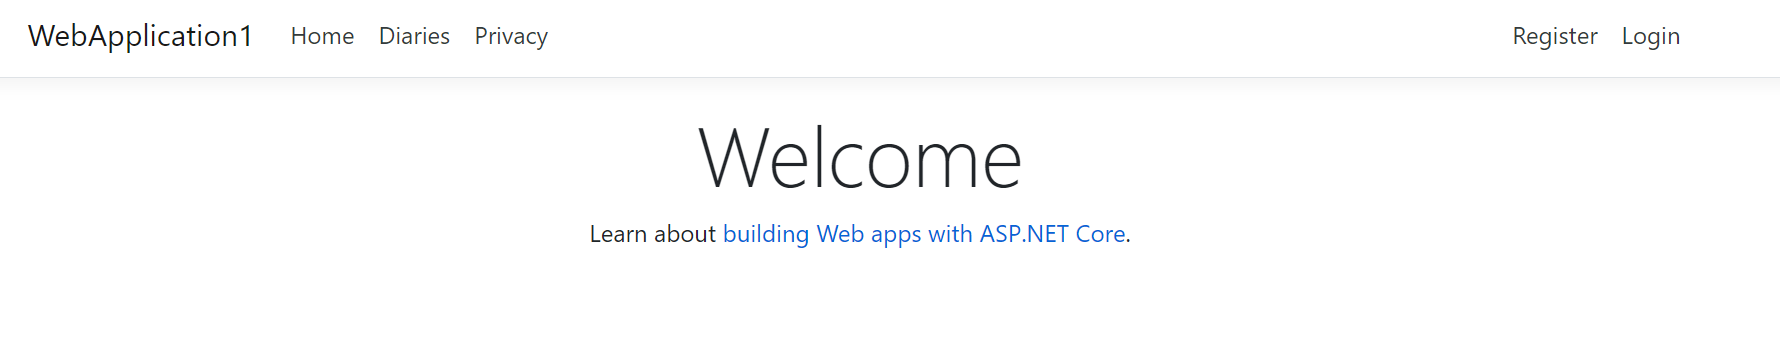 WebApplication1 Home Diaries Privacy Register Login
Welcome
Learn about building Web apps with ASP.NET Core.